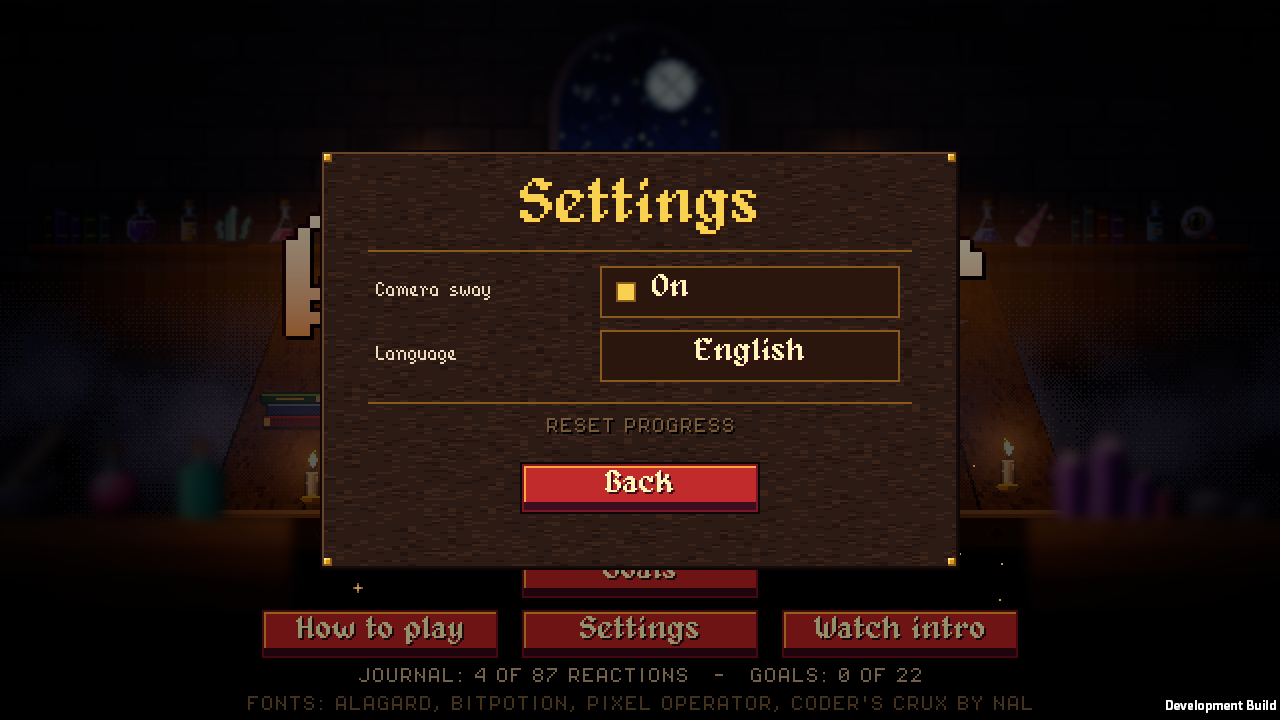 Settings
Camera sway
On
Language
English
RESET PROGRESS
Back
Goals
How to play
Settings
Watch intro
JOURNAL: 4 OF 87 REACTIONS - GOALS: 0 OF 22
FONTS: ALAGARD, BITPOTION, PIXEL OPERATOR, CODER'S CRUX BY NAL
Development Build